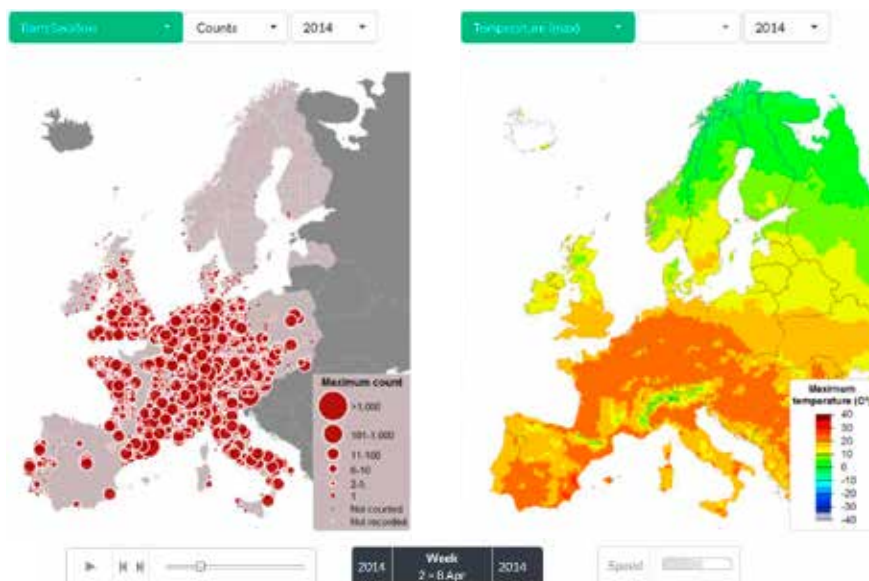 Barn Swallow
Counts
2014
Temperature (max)
2014
Maximum count
>1,000
101-1,000
11-100
6-10
2-5
1
Not counted
Not recorded
Maximum
temperature (C°)
40
30
20
10
0
-10
-20
-30
-40
2014
Week
2 - 8 Apr
2014
Speed